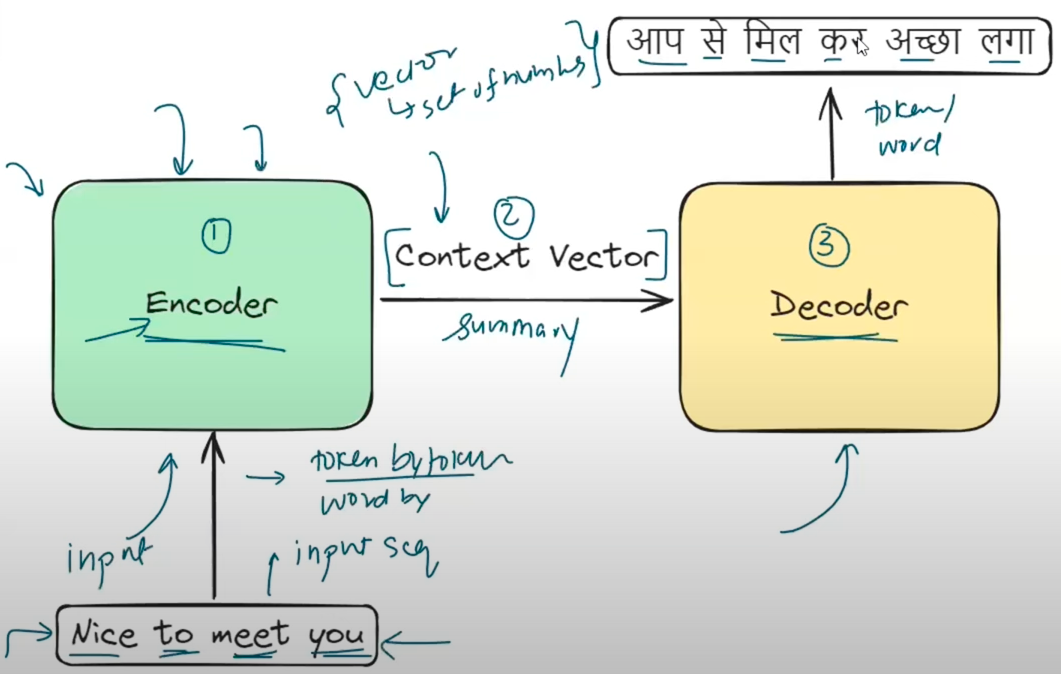 आप से मिल कर अच्छा लगा
{vector
↳ set of numbers}
token/
word
①
②
③
[Context Vector]
Encoder
Decoder
summary
token by token
word by
input
input seq
Nice to meet you